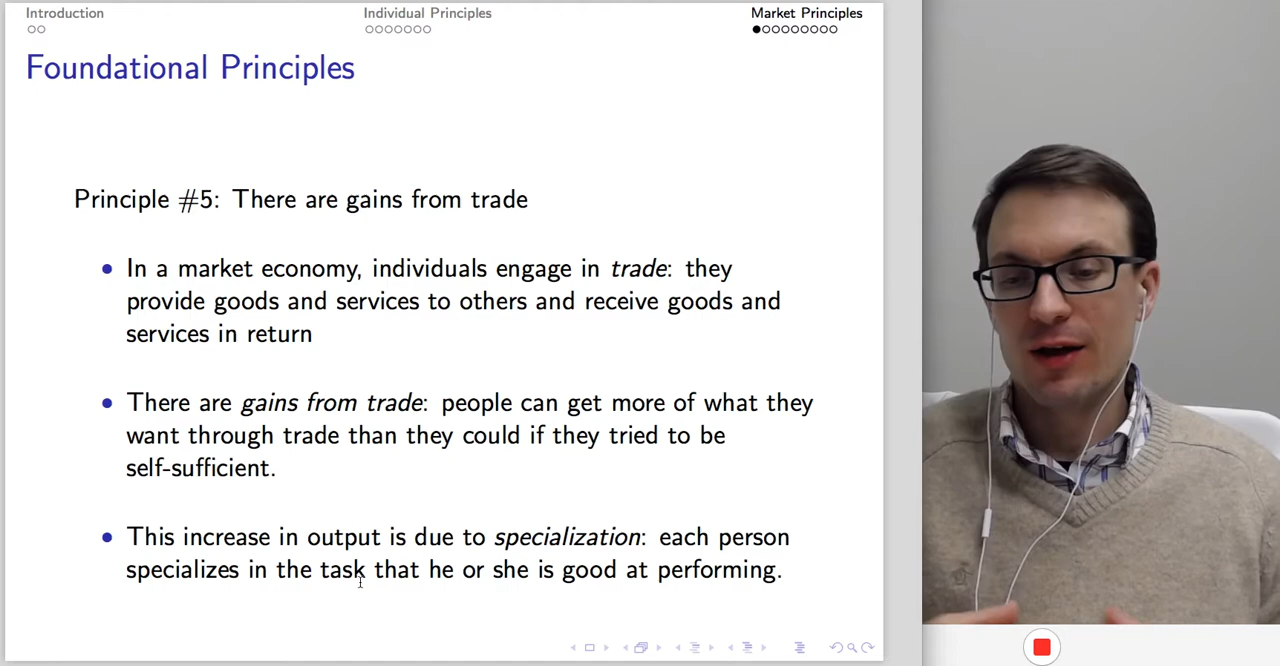 Introduction
Individual Principles
Market Principles
Foundational Principles
Principle #5: There are gains from trade
In a market economy, individuals engage in trade: they
provide goods and services to others and receive goods and
services in return
There are gains from trade: people can get more of what they
want through trade than they could if they tried to be
self-sufficient.
This increase in output is due to specialization: each person
specializes in the task that he or she is good at performing.